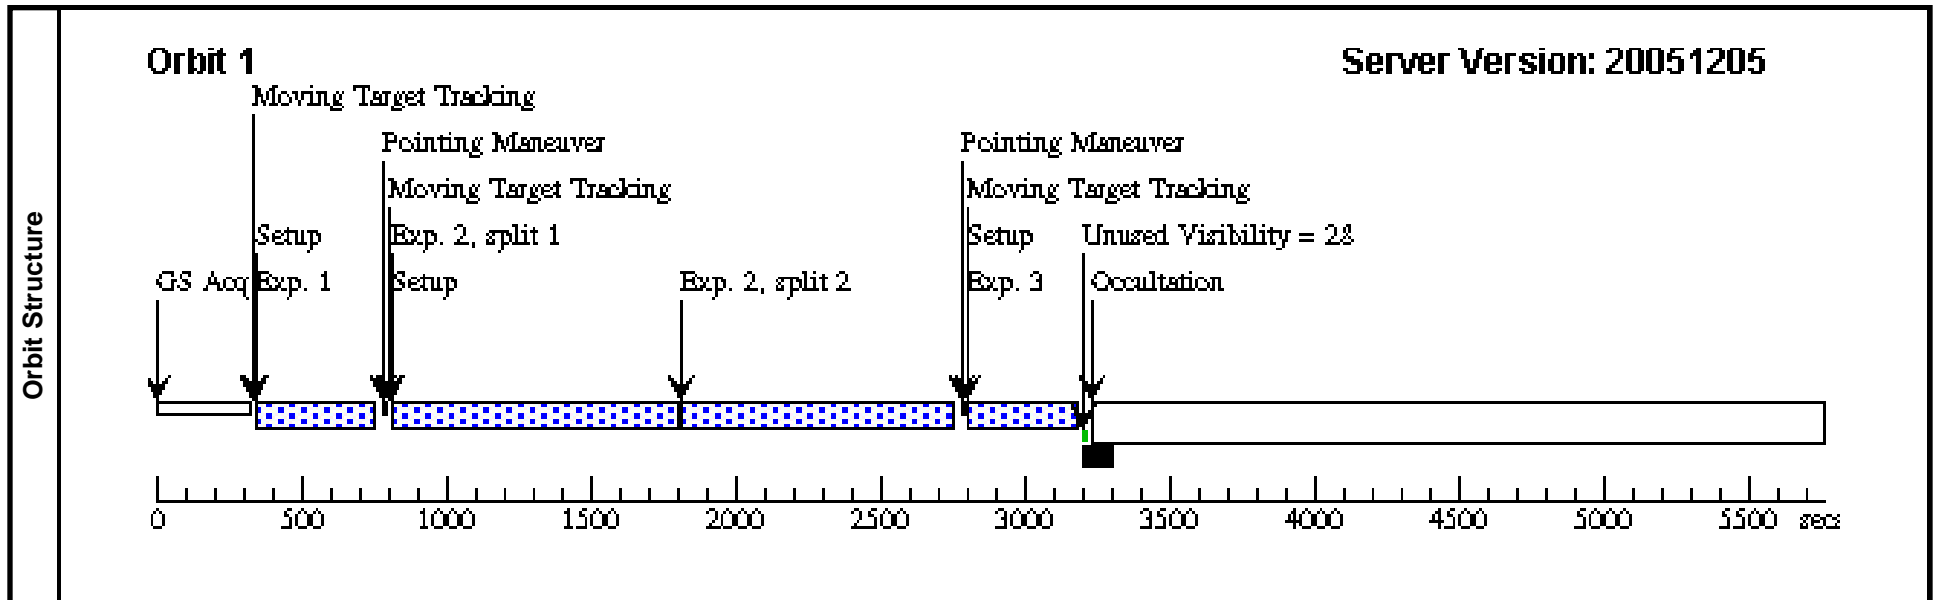 Orbit Structure
Orbit 1
Server Version: 20051205
Moving Target Tracking
Pointing Maneuver
Pointing Maneuver
Moving Target Tracking
Moving Target Tracking
Setup
Exp. 2, split 1
Setup
Unused Visibility = 28
GS Acq
Exp. 1
Setup
Exp. 2, split 2
Exp. 3
Occultation
0 500 1000 1500 2000 2500 3000 3500 4000 4500 5000 5500 secs